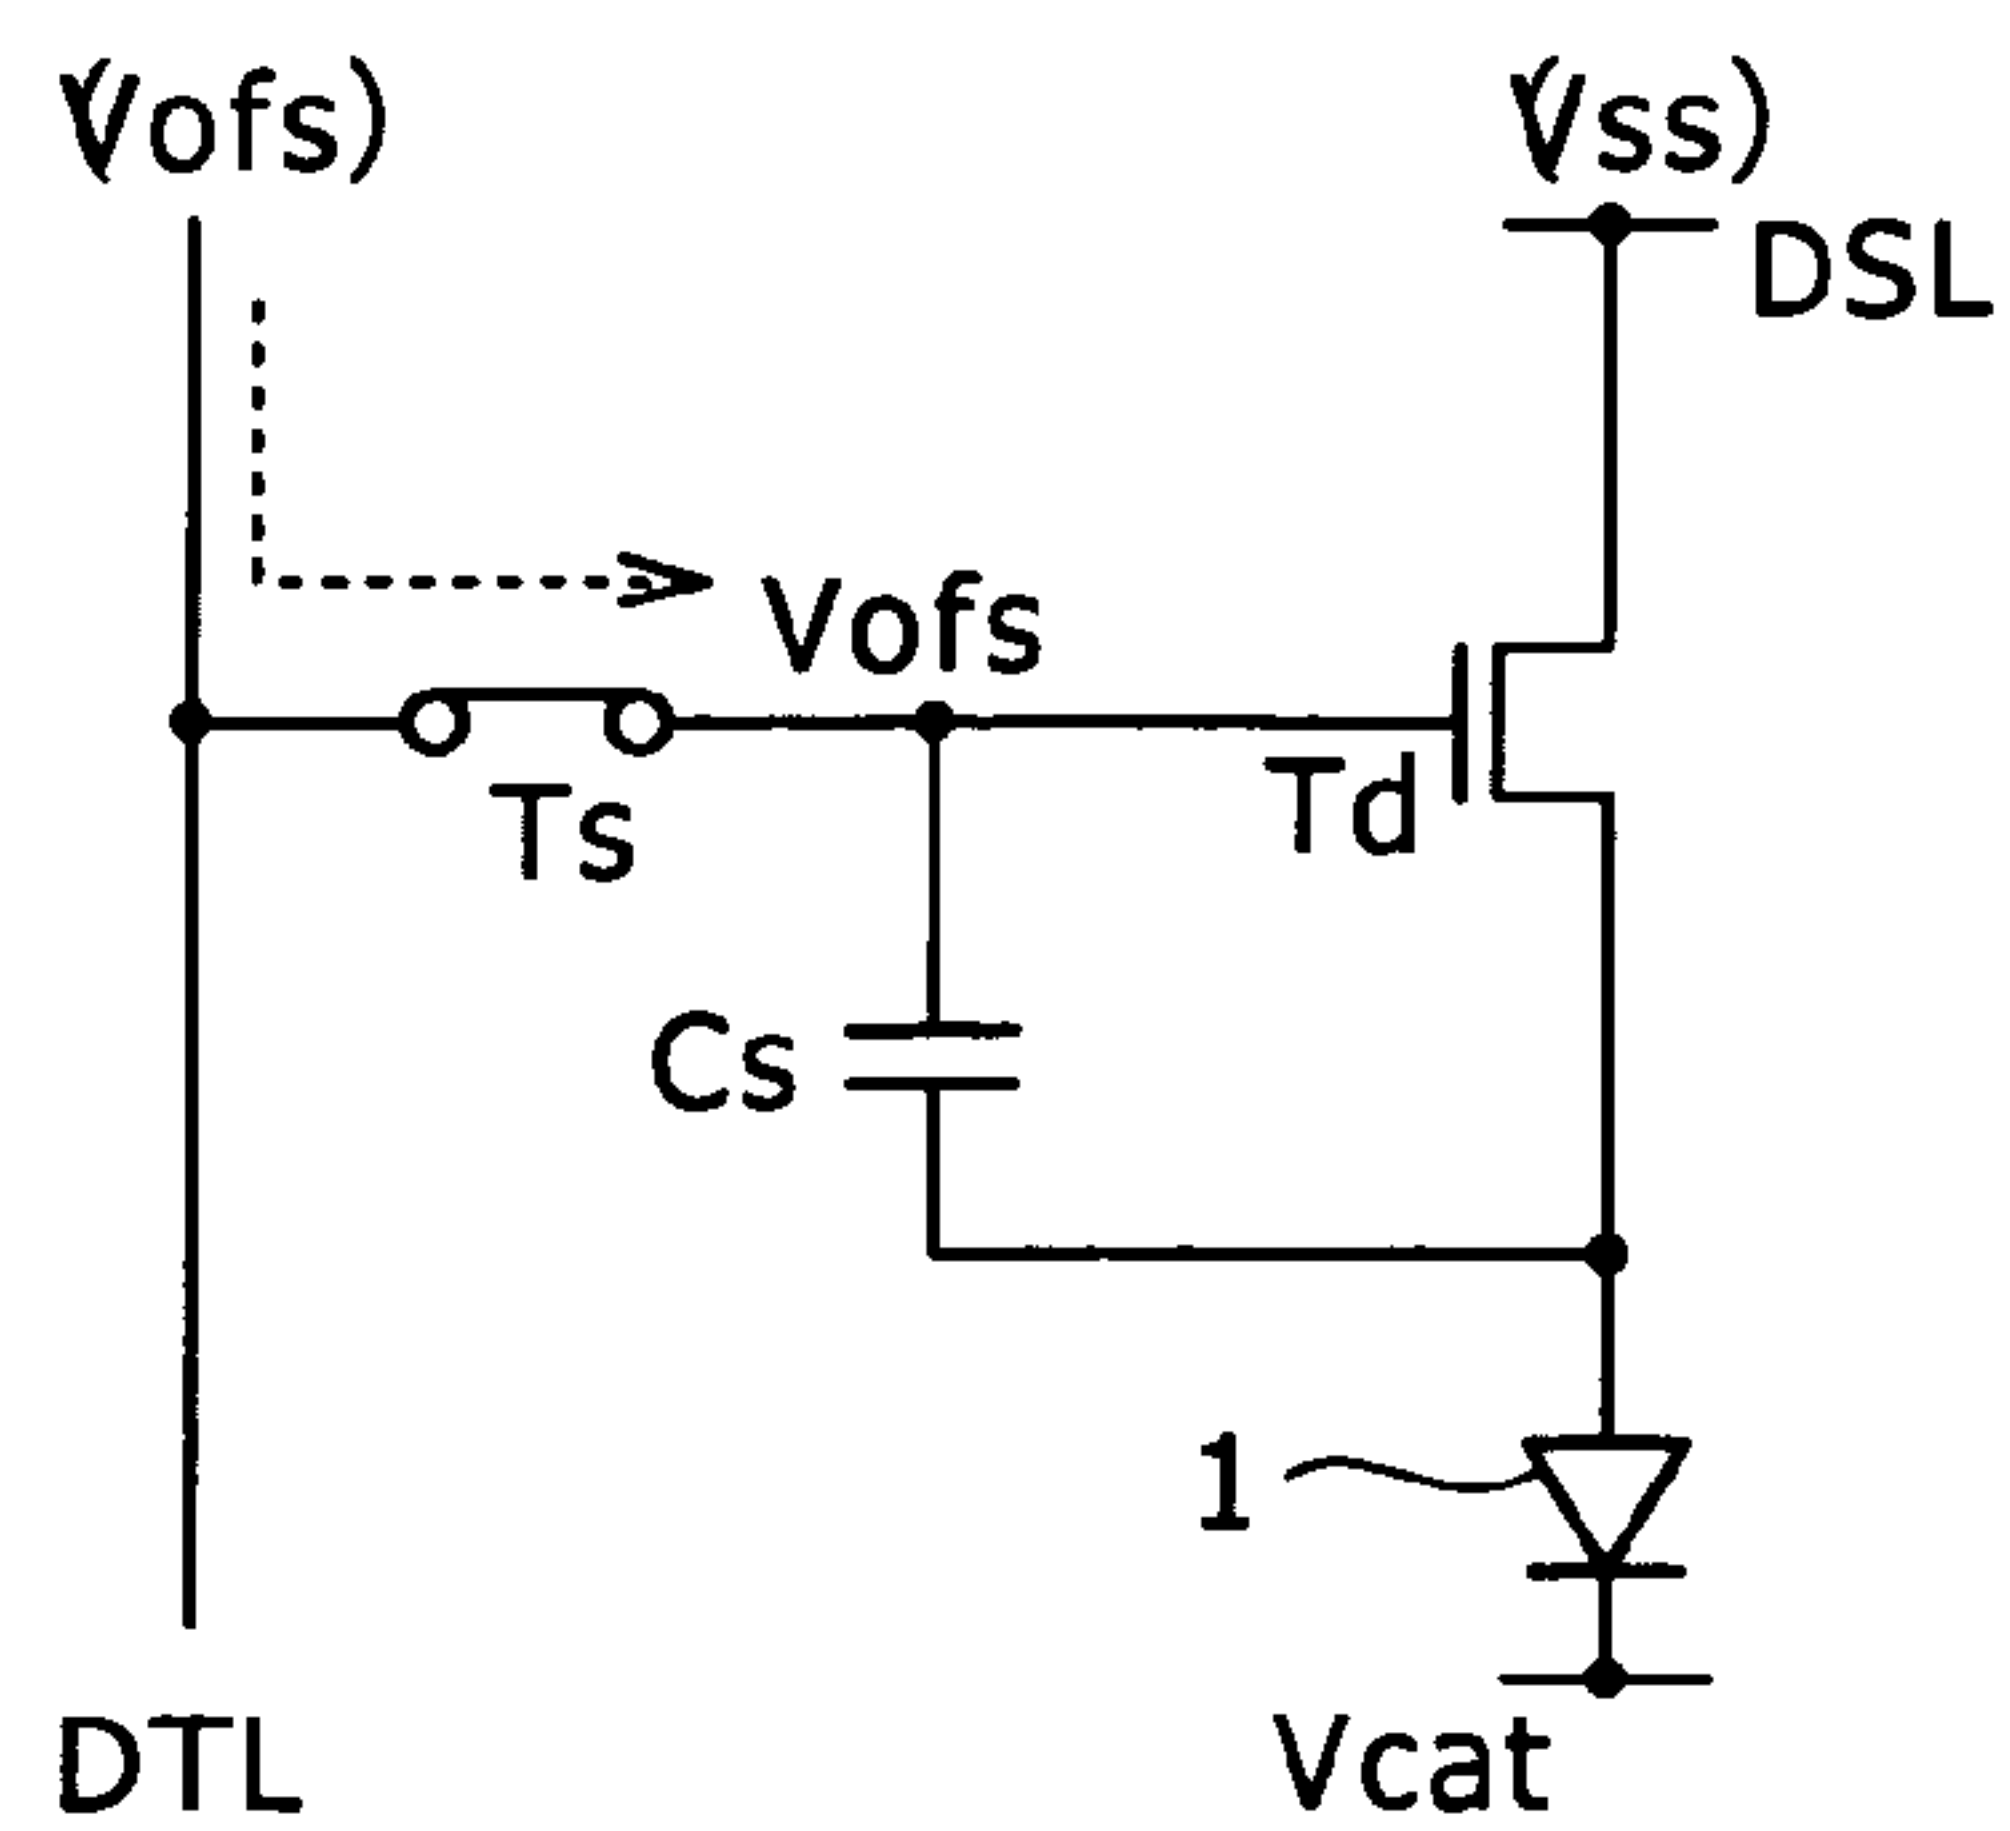 (Vofs)
(Vss)
DSL
Vofs
Ts
Td
Cs
1
DTL
Vcat